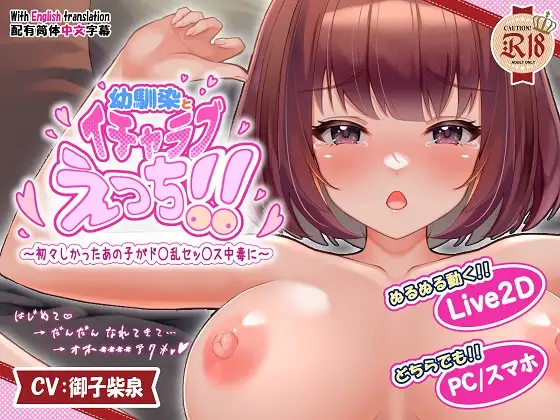 With English translation
配有简体中文字幕
CAUTION!
R18
ADULT ONLY
幼馴染と
イチャラブ
えっち!!
～初々しかったあの子がド〇乱セッ〇ス中毒に～
はじめて♡
→だんだんなれてきて…
→オホ****アクメッ♥
ぬるぬる動く!!
Live2D
どちらでも!!
PC/スマホ
CV:御子柴泉